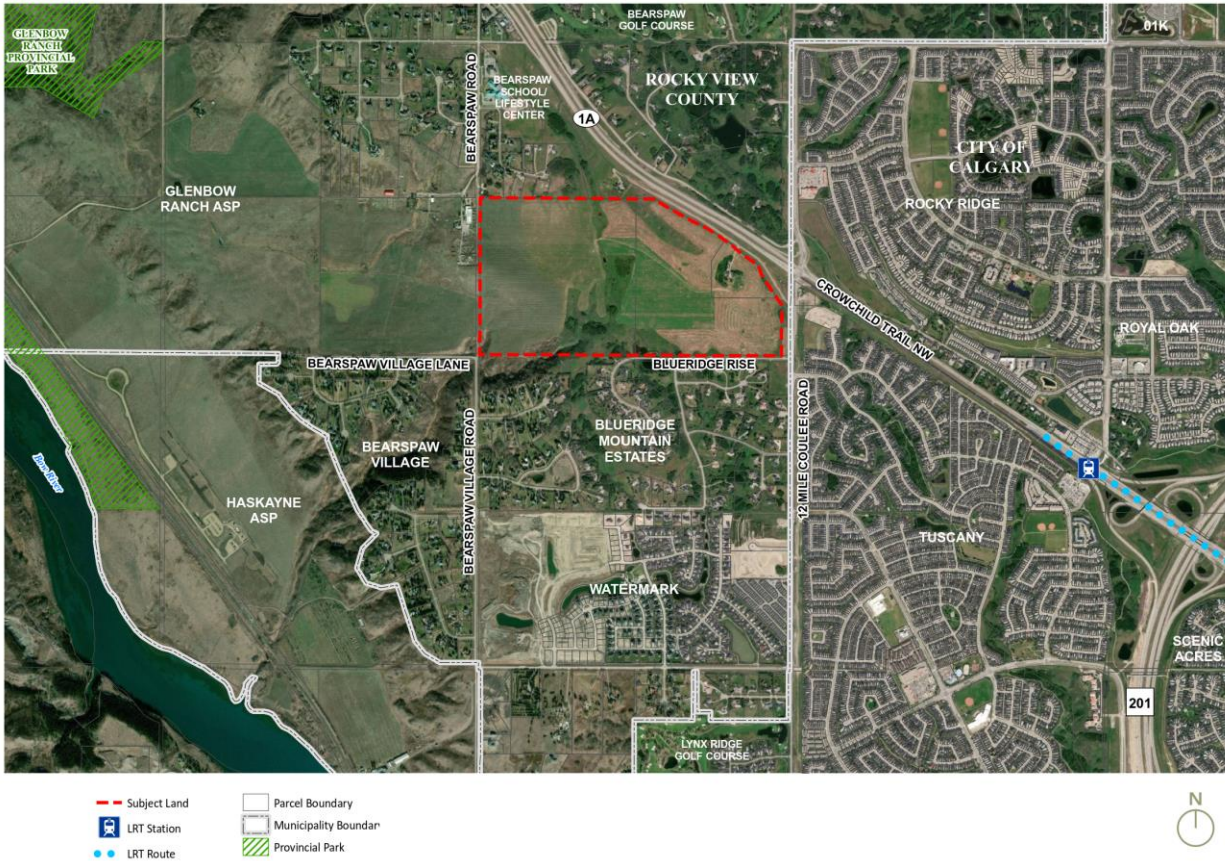 BEARSPAW
GOLF COURSE
01K
GLENBOW
RANCH
PROVINCIAL
PARK
BEARSPAW ROAD
BEARSPAW
SCHOOL/
LIFESTYLE
CENTER
ROCKY VIEW
COUNTY
1A
CITY OF
CALGARY
GLENBOW
RANCH ASP
ROCKY RIDGE
CROWCHILD TRAIL NW
ROYAL OAK
BEARSPAW VILLAGE LANE
BLUERIDGE RISE
BEARSPAW VILLAGE ROAD
12 MILE COULEE ROAD
BEARSPAW
VILLAGE
BLUERIDGE
MOUNTAIN
ESTATES
Bow River
HASKAYNE
ASP
TUSCANY
WATERMARK
SCENIC
ACRES
201
LYNX RIDGE
GOLF COURSE
Subject Land
Parcel Boundary
LRT Station
Municipality Boundar
LRT Route
Provincial Park
N